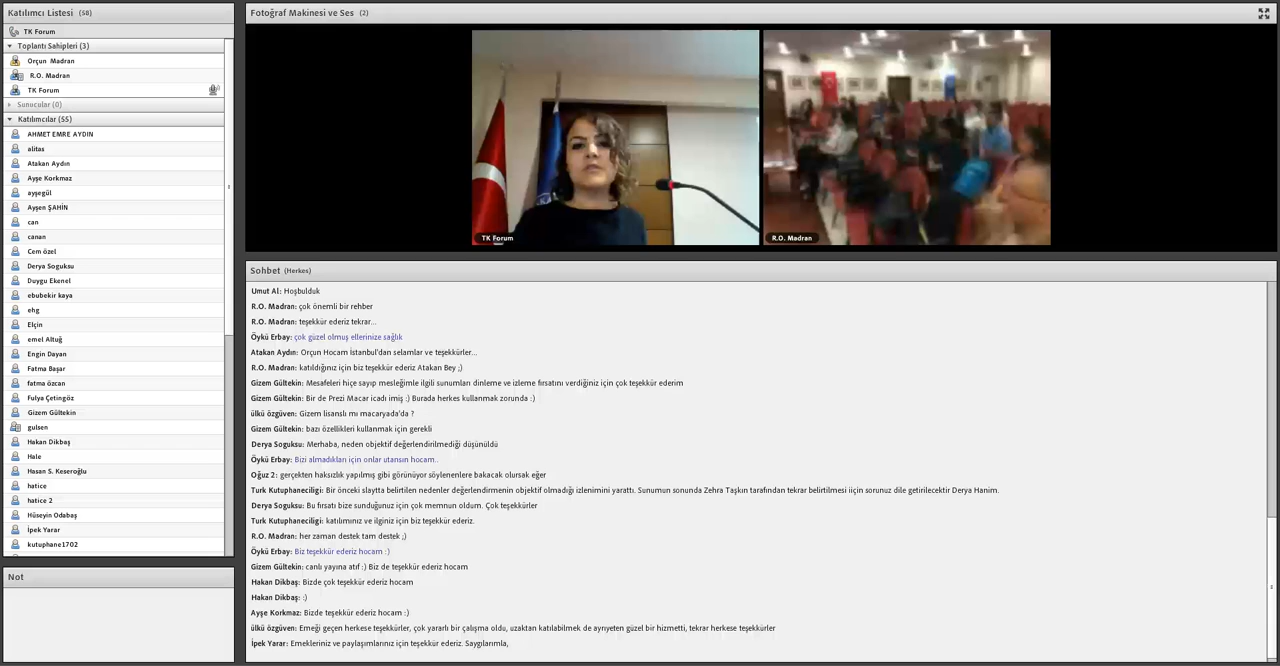 Katılımcı Listesi (58)
TK Forum
Toplantı Sahipleri (3)
Orçun Madran
R.O. Madran
TK Forum
Sunucular (0)
Katılımcılar (55)
AHMET EMRE AYDIN
alitas
Atakan Aydın
Ayşe Korkmaz
ayşegül
Ayşen ŞAHİN
can
canan
Cem özel
Derya Soguksu
Duygu Ekenel
ebubekir kaya
ehg
Elçin
emel Altuğ
Engin Dayan
Fatma Başar
fatma özcan
Fulya Çetingöz
Gizem Gültekin
gulsen
Hakan Dikbaş
Hale
Hasan S. Keseroğlu
hatice
hatice 2
Hüseyin Odabaş
İpek Yarar
kutuphane1702
Not
Fotoğraf Makinesi ve Ses (2)
TK Forum
R.O. Madran
Sohbet (Herkes)
Umut Al: Hoşbulduk
R.O. Madran: çok önemli bir rehber
R.O. Madran: teşekkür ederiz tekrar...
Öykü Erbay: çok güzel olmuş ellerinize sağlık
Atakan Aydın: Orçun Hocam İstanbul'dan selamlar ve teşekkürler...
R.O. Madran: katıldığınız için biz teşekkür ederiz Atakan Bey ;)
Gizem Gültekin: Mesafeleri hiçe sayıp mesleğimle ilgili sunumları dinleme ve izleme fırsatını verdiğiniz için çok teşekkür ederim
Gizem Gültekin: Bir de Prezi Macar icadı imiş :) Burada herkes kullanmak zorunda :)
ülkü özgüven: Gizem lisanslı mı macaryada'da ?
Gizem Gültekin: bazı özellikleri kullanmak için gerekli
Derya Soguksu: Merhaba, neden objektif değerlendirilmediği düşünüldü
Öykü Erbay: Bizi almadıkları için onlar utansın hocam..
Oğuz 2: gerçekten haksızlık yapılmış gibi görünüyor söylenenlere bakacak olursak eğer
Turk Kutuphaneciligi: Bir önceki slaytta belirtilen nedenler değerlendirmenin objektif olmadığı izlenimini yarattı. Sunumun sonunda Zehra Taşkın tarafından tekrar belirtilmesi iiçin sorunuz dile getirilecektir Derya Hanim.
Derya Soguksu: Bu fırsatı bize sunduğunuz için çok memnun oldum. Çok teşekkürler
Turk Kutuphaneciligi: katılımınız ve ilginiz için biz teşekkür ederiz.
R.O. Madran: her zaman destek tam destek ;)
Öykü Erbay: Biz teşekkür ederiz hocam :)
Gizem Gültekin: canlı yayına atıf :) Biz de teşekkür ederiz hocam
Hakan Dikbaş: Bizde çok teşekkür ederiz hocam
Hakan Dikbaş: :)
Ayşe Korkmaz: Bizde teşekkür ederiz hocam :)
ülkü özgüven: Emeği geçen herkese teşekkürler, çok yararlı bir çalışma oldu, uzaktan katılabilmek de ayrıyeten güzel bir hizmetti, tekrar herkese teşekkürler
İpek Yarar: Emekleriniz ve paylaşımlarınız için teşekkür ederiz. Saygılarımla,